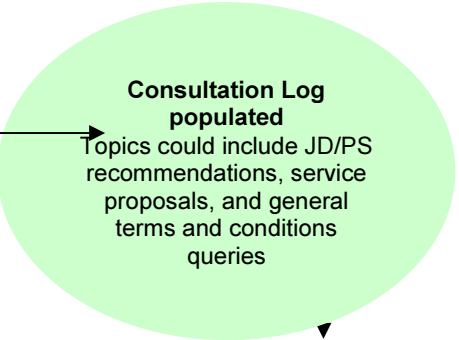 Consultation Log
populated
Topics could include JD/PS
recommendations, service
proposals, and general
terms and conditions
queries